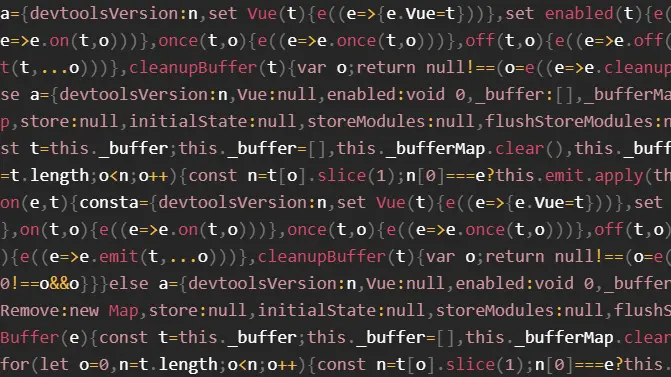 a={devtoolsVersion:n,set Vue(t){e((e=>{e.Vue=t}))},set enabled(t){e
e=>e.on(t,o)))},once(t,o){e((e=>e.once(t,o)))},off(t,o){e((e=>e.off(
t(t,...o)))},cleanupBuffer(t){var o;return null!==(o=e((e=>e.cleanup
se a={devtoolsVersion:n,Vue:null,enabled:void 0,_buffer:[],_bufferMa
p,store:null,initialState:null,storeModules:null,flushStoreModules:n
st t=this._buffer;this._buffer=[],this._bufferMap.clear(),this._buff
=t.length;o<n;o++){const n=t[o].slice(1);n[0]===e?this.emit.apply(th
on(e,t){consta={devtoolsVersion:n,set Vue(t){e((e=>{e.Vue=t}))},set
},on(t,o){e((e=>e.on(t,o)))},once(t,o){e((e=>e.once(t,o)))},off(t,o)
){e((e=>e.emit(t,...o)))},cleanupBuffer(t){var o;return null!==(o=e(
0!==o&&o}}}else a={devtoolsVersion:n,Vue:null,enabled:void 0,_buffer
Remove:new Map,store:null,initialState:null,storeModules:null,flushS
Buffer(e){const t=this._buffer;this._buffer=[],this._bufferMap.clear
for(let o=0,n=t.length;o<n;o++){const n=t[o].slice(1);n[0]===e?this.